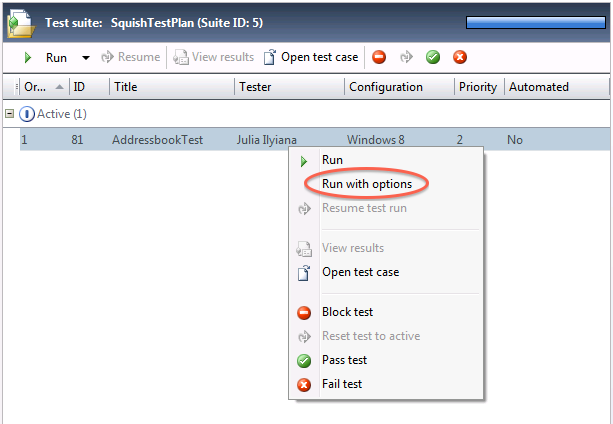 Test suite: SquishTestPlan (Suite ID: 5)
Run Resume View results Open test case
Or... ID Title Tester Configuration Priority Automated
Active (1)
1 81 AddressbookTest Julia Ilyiana Windows 8 2 No
Run
Run with options
Resume test run
View results
Open test case
Block test
Reset test to active
Pass test
Fail test